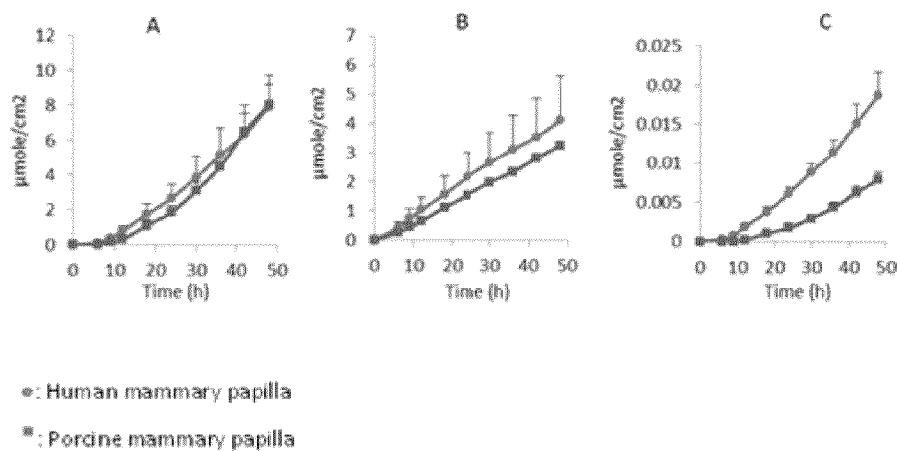 A
B
C
µmole/cm2
12
10
8
6
4
2
0
0 10 20 30 40 50
Time (h)
µmole/cm2
7
6
5
4
3
2
1
0
0 10 20 30 40 50
Time (h)
µmole/cm2
0.025
0.02
0.015
0.01
0.005
0
0 10 20 30 40 50
Time (h)
: Human mammary papilla
: Porcine mammary papilla